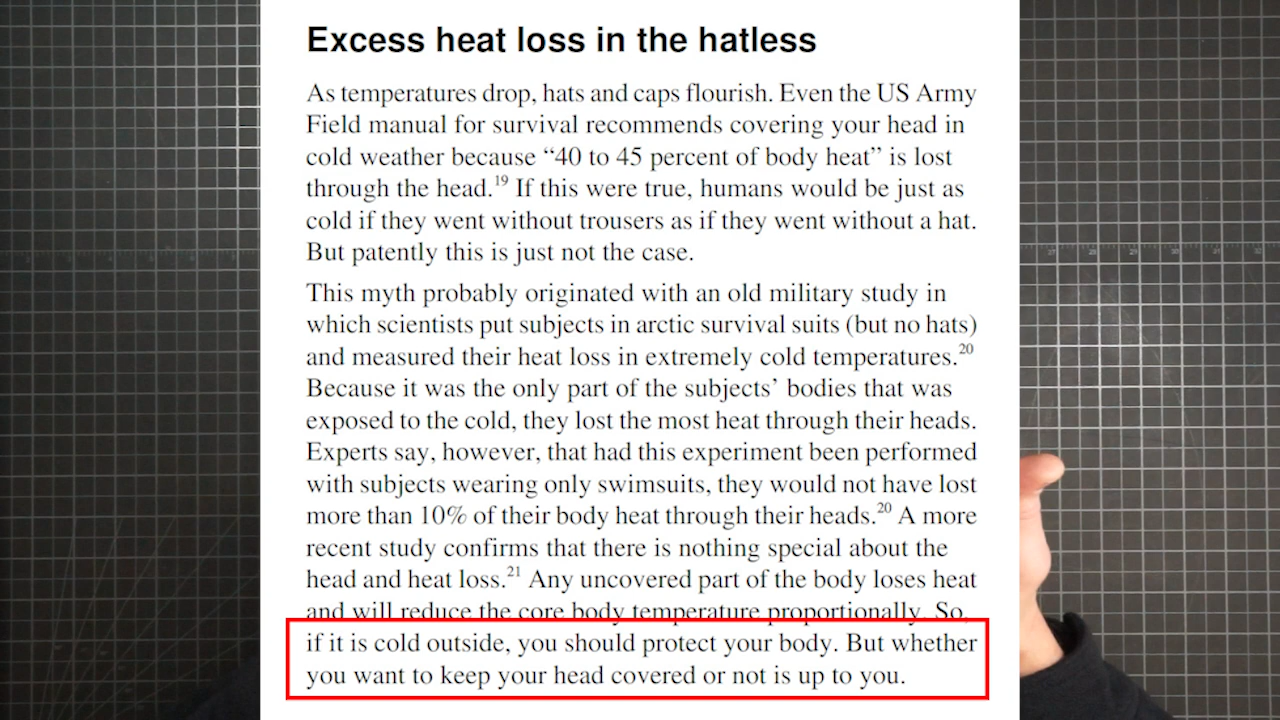 Excess heat loss in the hatless
As temperatures drop, hats and caps flourish. Even the US Army
Field manual for survival recommends covering your head in
cold weather because “40 to 45 percent of body heat” is lost
through the head.19 If this were true, humans would be just as
cold if they went without trousers as if they went without a hat.
But patently this is just not the case.
This myth probably originated with an old military study in
which scientists put subjects in arctic survival suits (but no hats)
and measured their heat loss in extremely cold temperatures.20
Because it was the only part of the subjects’ bodies that was
exposed to the cold, they lost the most heat through their heads.
Experts say, however, that had this experiment been performed
with subjects wearing only swimsuits, they would not have lost
more than 10% of their body heat through their heads.20 A more
recent study confirms that there is nothing special about the
head and heat loss.21 Any uncovered part of the body loses heat
and will reduce the core body temperature proportionally. So,
if it is cold outside, you should protect your body. But whether
you want to keep your head covered or not is up to you.